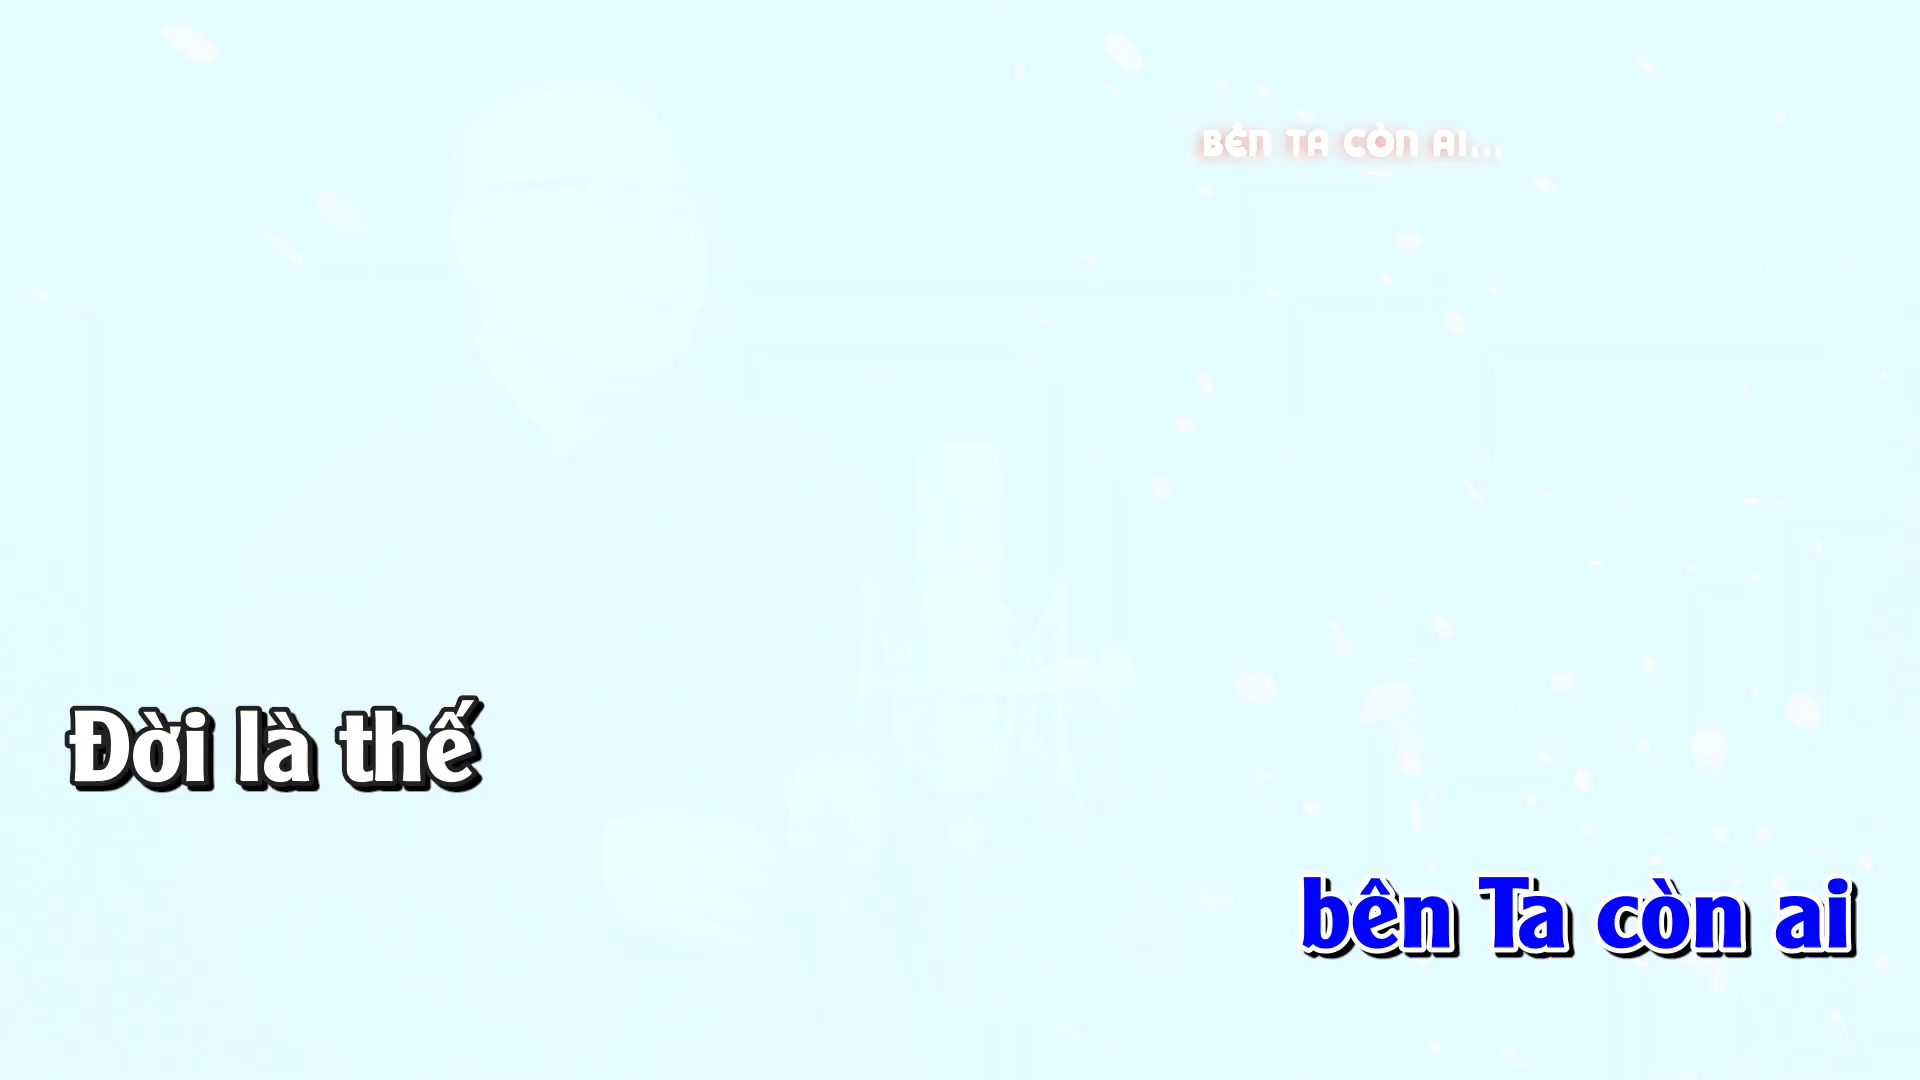 BÊN TA CÒN AI...
Đời là thế
bên Ta còn ai